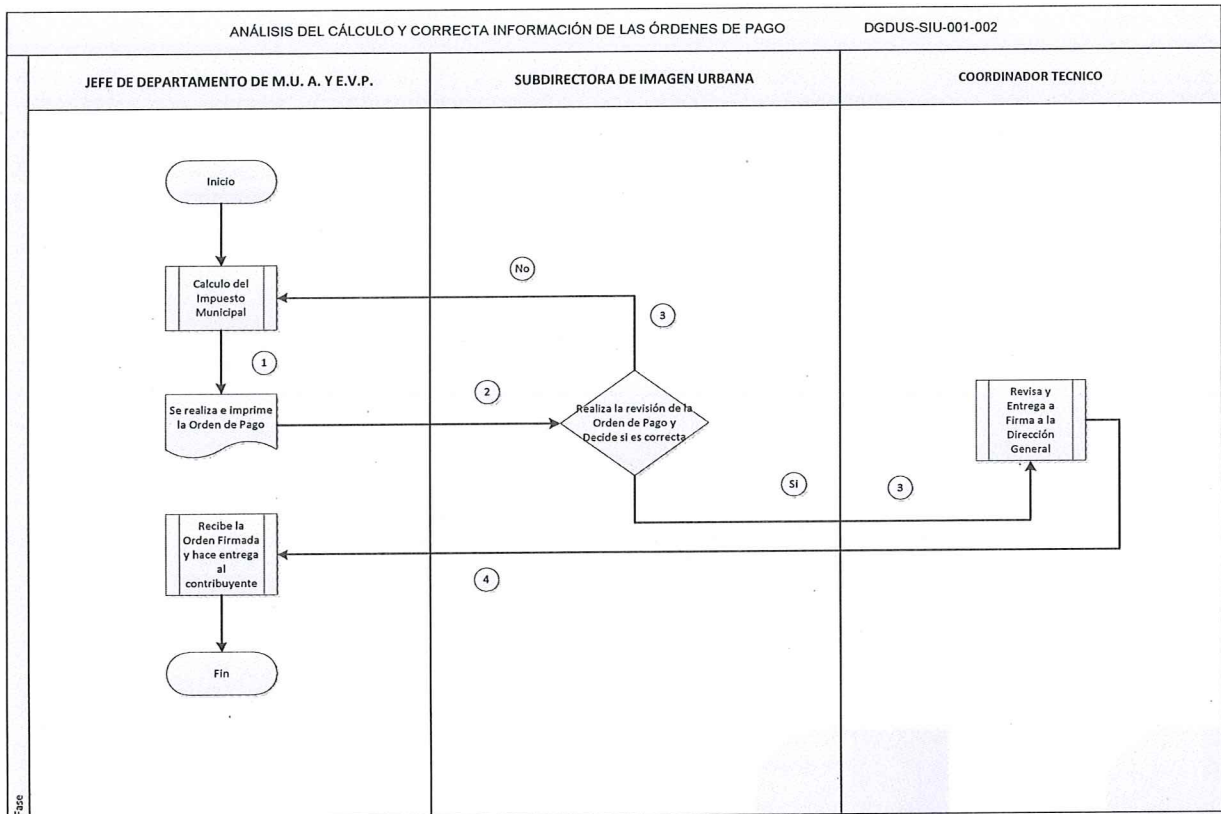 ANÁLISIS DEL CÁLCULO Y CORRECTA INFORMACIÓN DE LAS ÓRDENES DE PAGO DGDUS-SIU-001-002
JEFE DE DEPARTAMENTO DE M.U. A. Y E.V.P.
SUBDIRECTORA DE IMAGEN URBANA
COORDINADOR TECNICO
Inicio
Calculo del
Impuesto
Municipal
No
3
1
Se realiza e imprime
la Orden de Pago
2
Realiza la revisión de la
Orden de Pago y
Decide si es correcta
Revisa y
Entrega a
Firma a la
Dirección
General
Si
3
Recibe la
Orden Firmada
y hace entrega
al
contribuyente
4
Fin
Fase